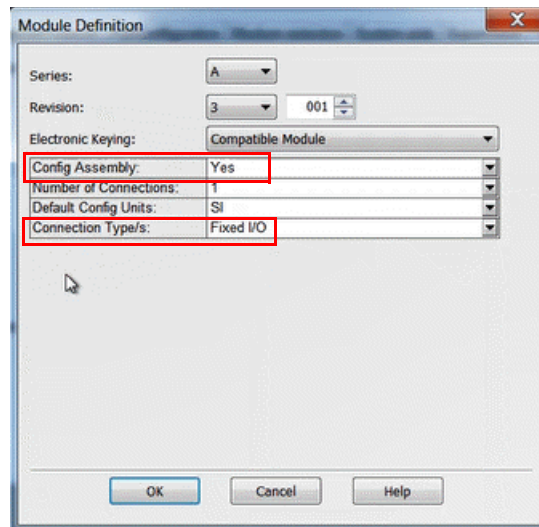 Module Definition
Series: A
Revision: 3 001
Electronic Keying: Compatible Module
Config Assembly: Yes
Number of Connections: 1
Default Config Units: SI
Connection Type/s: Fixed I/O
OK Cancel Help